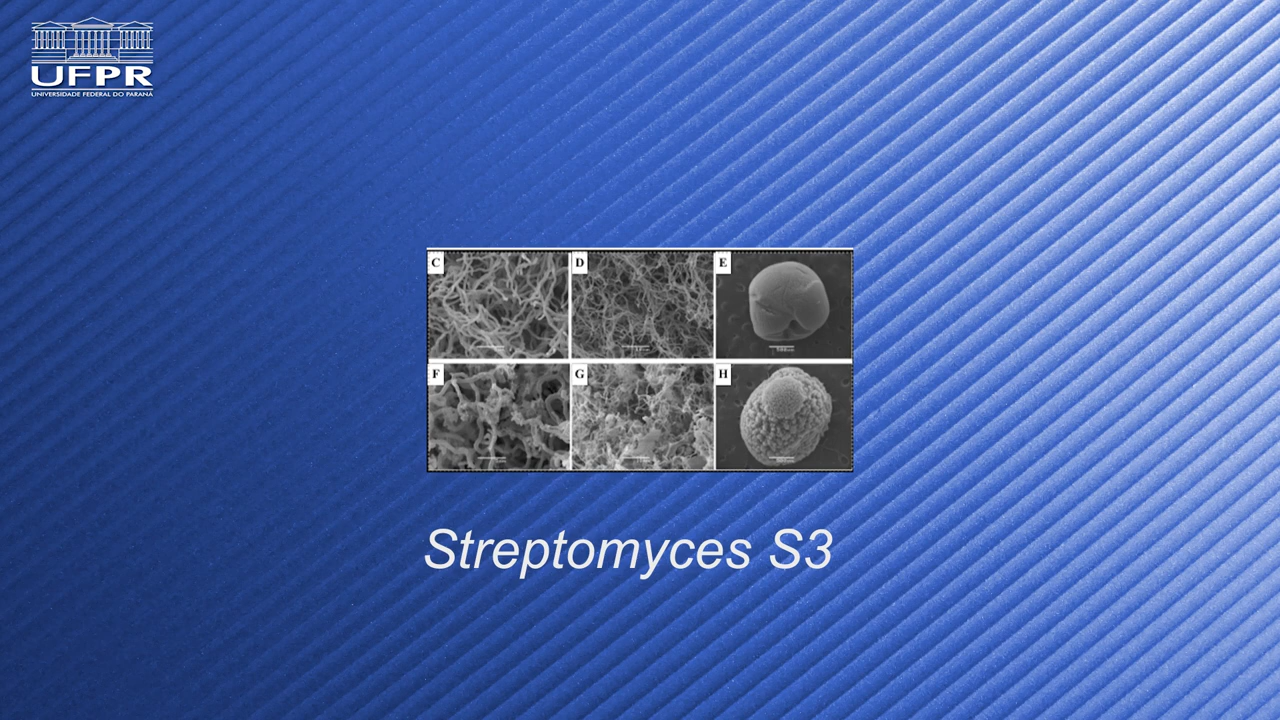 UFPR
UNIVERSIDADE FEDERAL DO PARANÁ
C
D
E
F
G
H
Streptomyces S3